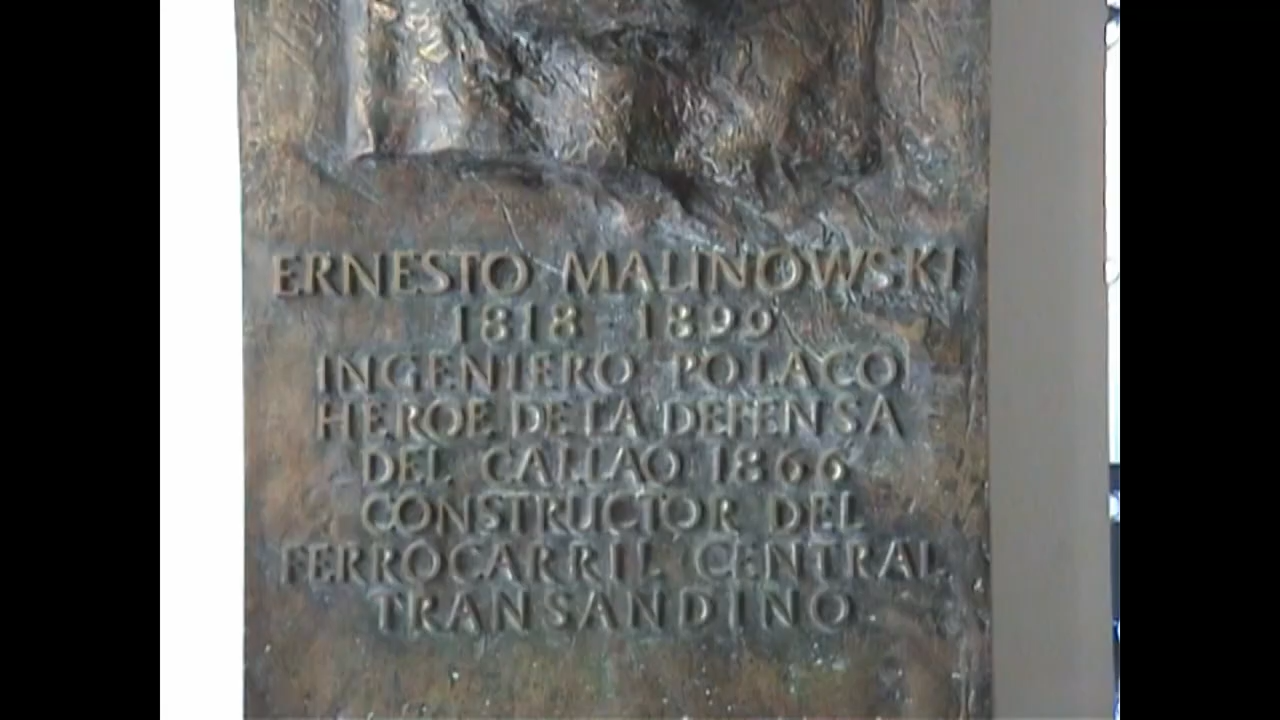 ERNESTO MALINOWSKI
1818 - 1899
INGENIERO POLACO
HEROE DE LA DEFENSA
DEL CALLAO 1866
CONSTRUCTOR DEL
FERROCARRIL CENTRAL
TRANSANDINO